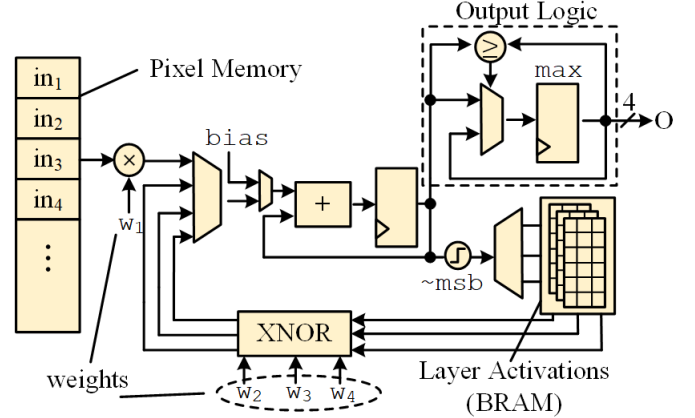 Output Logic
Pixel Memory
in1
in2
in3
in4
⋮
×
w1
bias
+
≥
max
4
O
~msb
XNOR
weights
w2 w3 w4
Layer Activations
(BRAM)